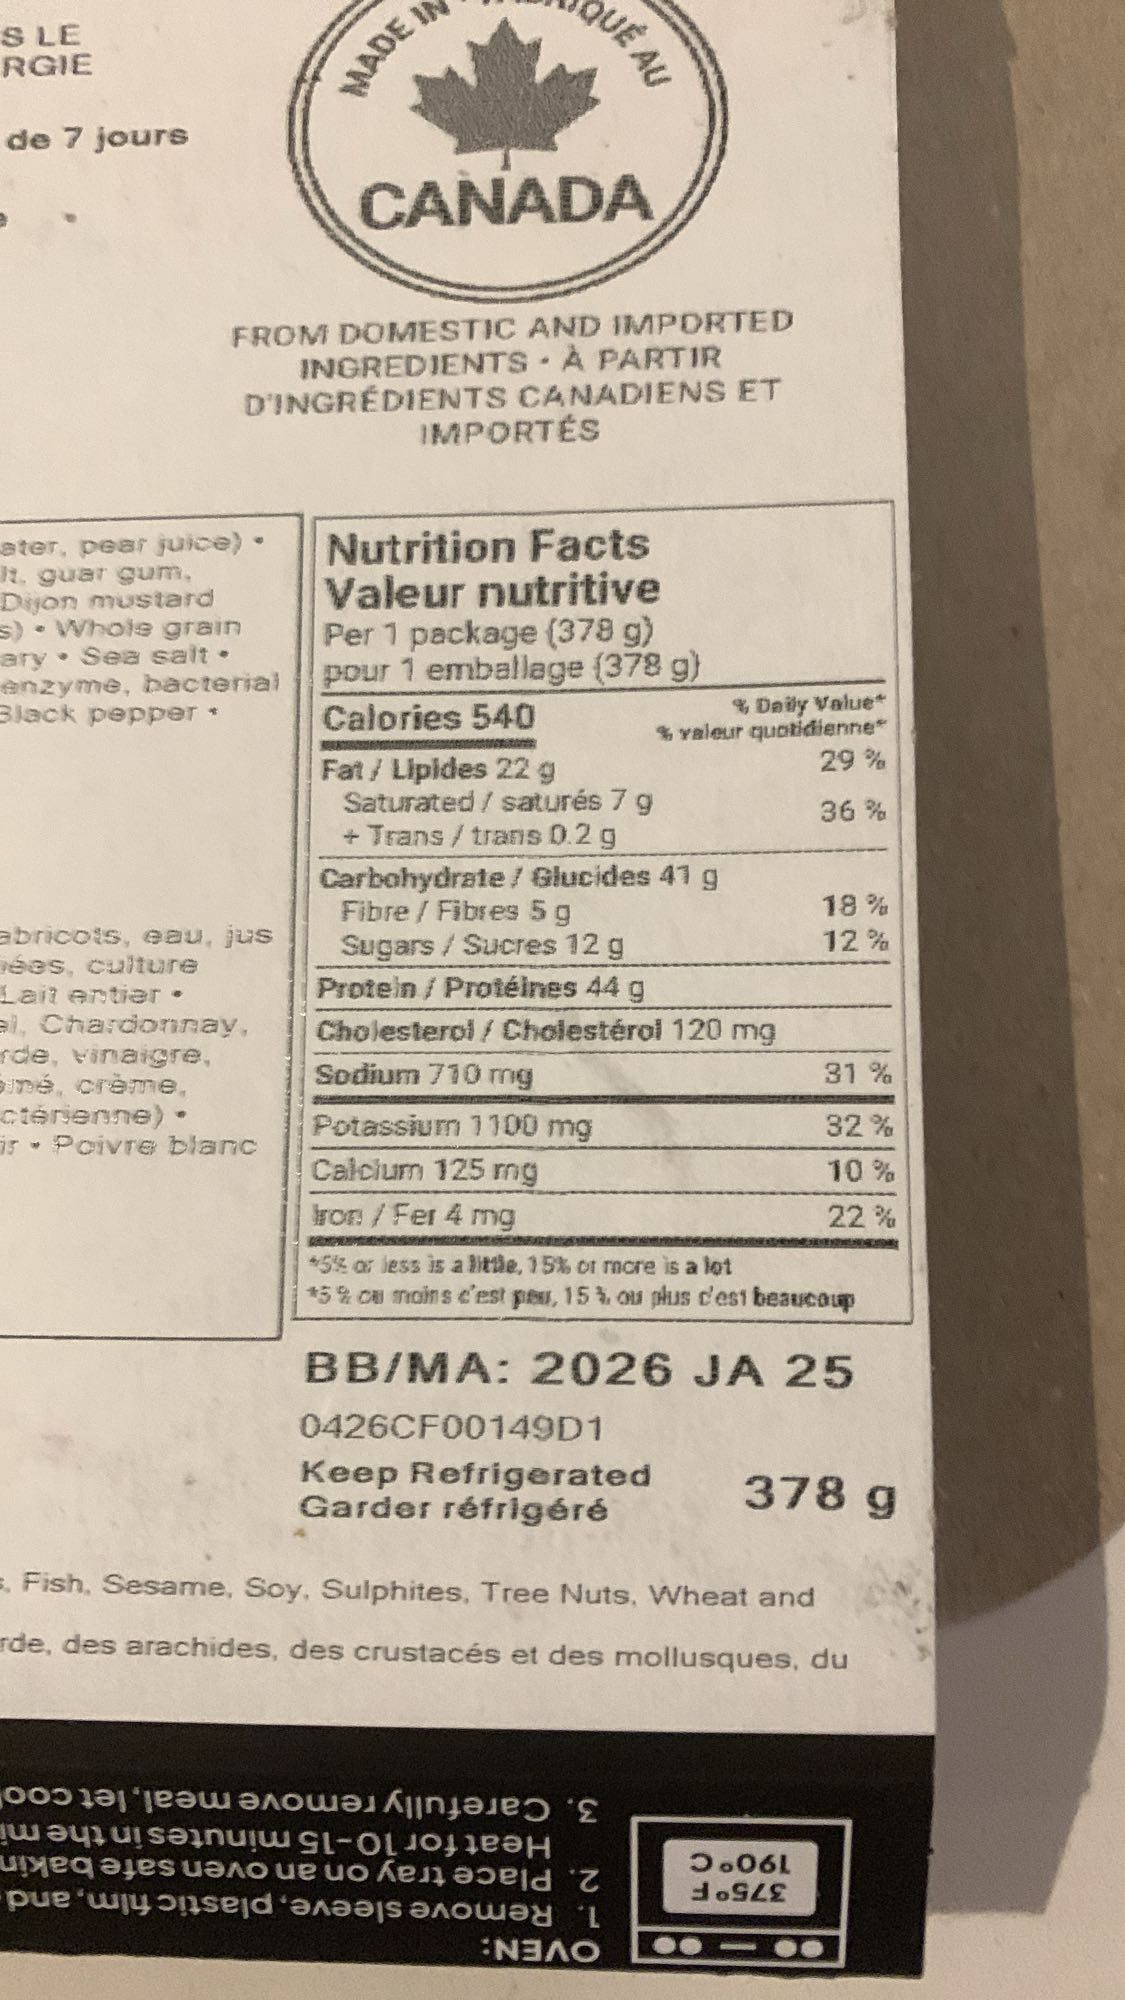 S LE
RGIE
de 7 jours
MADE IN
QUÉ AU
CANADA
FROM DOMESTIC AND IMPORTED
INGREDIENTS • À PARTIR
D'INGRÉDIENTS CANADIENS ET
IMPORTÉS
ater, pear juice) •
lt, guar gum,
Dijon mustard
s) • Whole grain
ary • Sea salt •
enzyme, bacterial
Black pepper •
abricots, eau, jus
ées, culture
Lait entier •
el, Chardonnay,
rde, vinaigre,
mé, crème,
ctérienne) •
ir • Poivre blanc
Nutrition Facts
Valeur nutritive
Per 1 package (378 g)
pour 1 emballage (378 g)
Calories 540
% Daily Value*
% valeur quotidienne*
Fat / Lipides 22 g 29 %
Saturated / saturés 7 g
+ Trans / trans 0.2 g 36 %
Carbohydrate / Glucides 41 g
Fibre / Fibres 5 g 18 %
Sugars / Sucres 12 g 12 %
Protein / Protéines 44 g
Cholesterol / Cholestérol 120 mg
Sodium 710 mg 31 %
Potassium 1100 mg 32 %
Calcium 125 mg 10 %
Iron / Fer 4 mg 22 %
*5% or less is a little, 15% or more is a lot
*5 % ou moins c'est peu, 15 % ou plus c'est beaucoup
BB/MA: 2026 JA 25
0426CF00149D1
Keep Refrigerated
Garder réfrigéré
378 g
, Fish, Sesame, Soy, Sulphites, Tree Nuts, Wheat and
rde, des arachides, des crustacés et des mollusques, du
OVEN:
1. Remove sleeve, plastic film, and
2. Place tray on an oven safe bakin
Heat for 10-15 minutes in the mi
3. Carefully remove meal, let cool
375°F
190°C